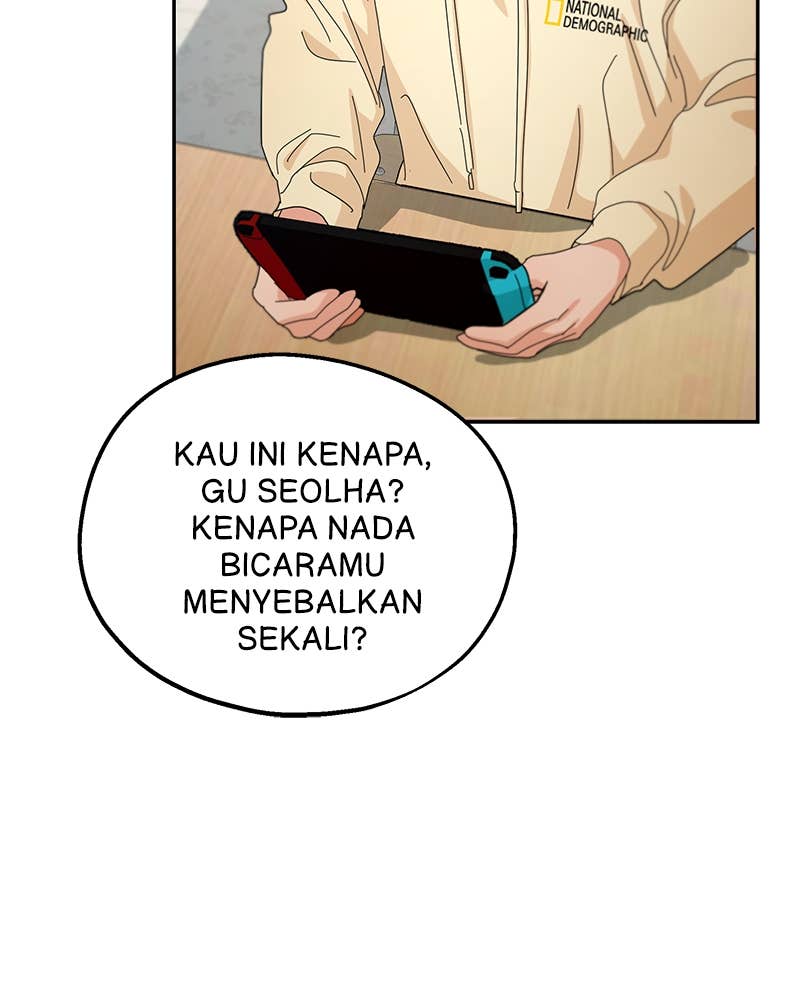 NATIONAL
DEMOGRAPHIC
KAU INI KENAPA,
GU SEOLHA?
KENAPA NADA
BICARAMU
MENYEBALKAN
SEKALI?